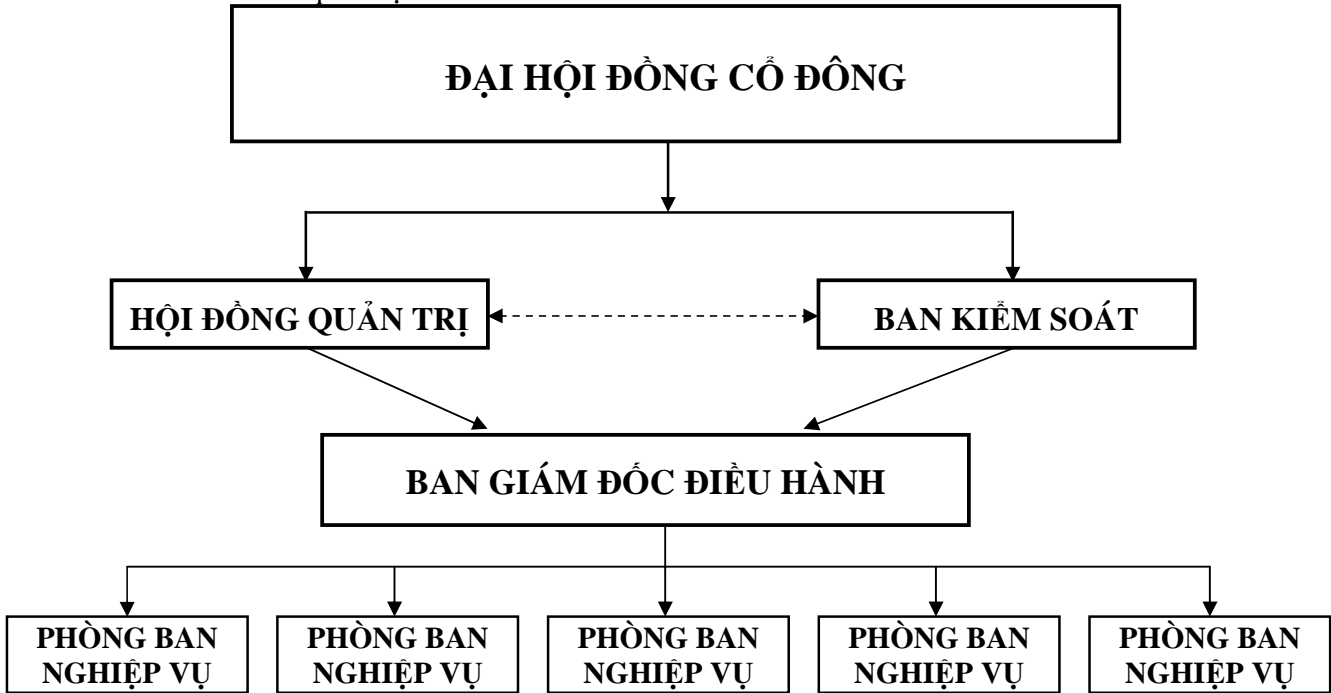 ĐẠI HỘI ĐỒNG CỔ ĐÔNG
HỘI ĐỒNG QUẢN TRỊ
BAN KIỂM SOÁT
BAN GIÁM ĐỐC ĐIỀU HÀNH
PHÒNG BAN
NGHIỆP VỤ
PHÒNG BAN
NGHIỆP VỤ
PHÒNG BAN
NGHIỆP VỤ
PHÒNG BAN
NGHIỆP VỤ
PHÒNG BAN
NGHIỆP VỤ